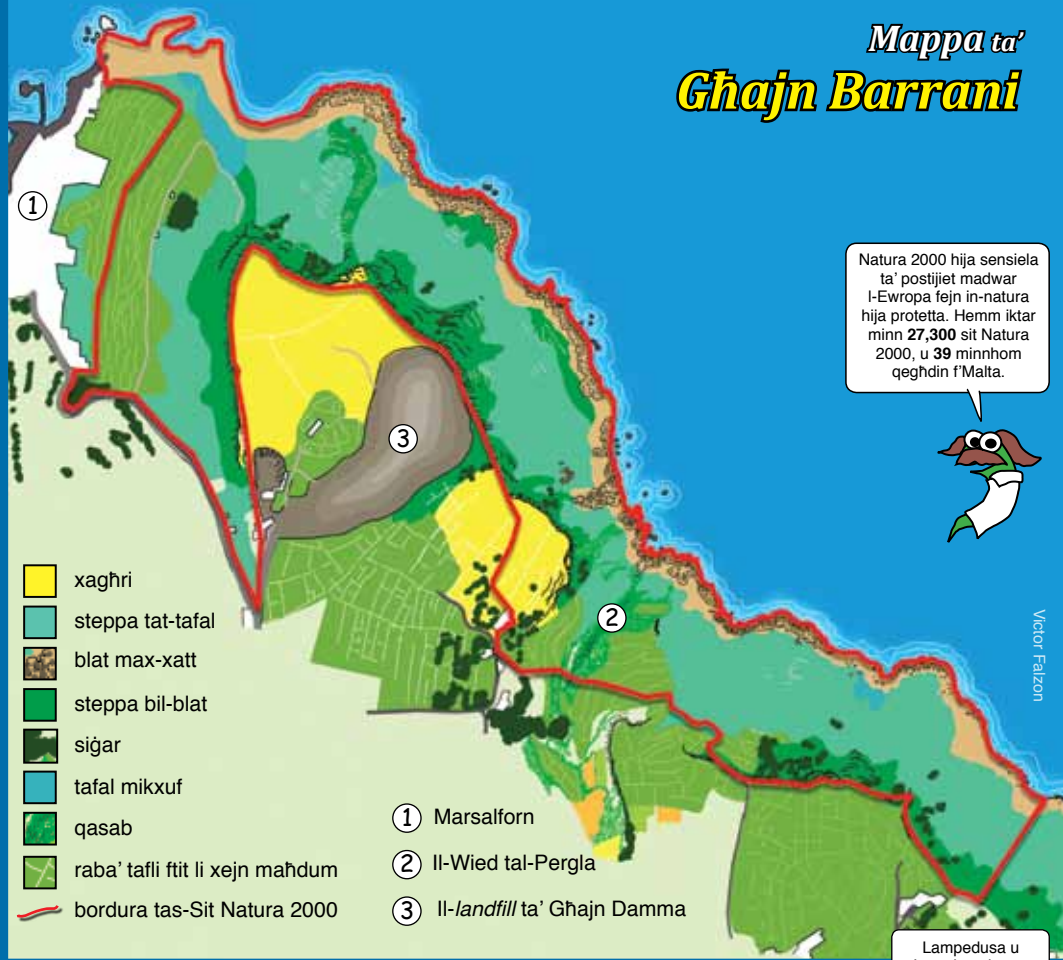 Mappa ta'
Għajn Barrani
1
Natura 2000 hija sensiela
ta' postijiet madwar
l-Ewropa fejn in-natura
hija protetta. Hemm iktar
minn 27,300 sit Natura
2000, u 39 minnhom
qegħdin f'Malta.
3
2
xagħri
steppa tat-tafal
blat max-xatt
steppa bil-blat
siġar
tafal mikxuf
qasab
raba' tafli ftit li xejn maħdum
bordura tas-Sit Natura 2000
1 Marsalforn
2 Il-Wied tal-Pergla
3 Il-landfill ta' Għajn Damma
Victor Falzon
Lampedusa u